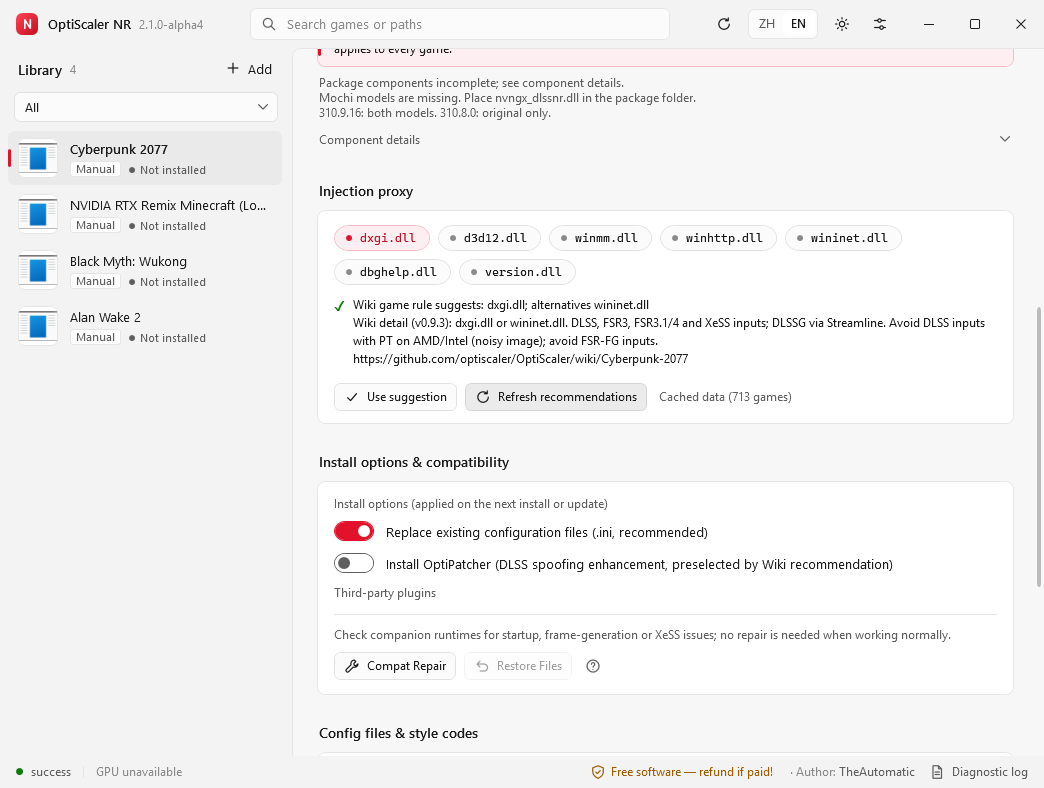 N OptiScaler NR 2.1.0-alpha4
Search games or paths
ZH EN
Library 4
Add
All
Cyberpunk 2077
Manual Not installed
NVIDIA RTX Remix Minecraft (Lo...
Manual Not installed
Black Myth: Wukong
Manual Not installed
Alan Wake 2
Manual Not installed
applies to every game.
Package components incomplete; see component details.
Mochi models are missing. Place nvngx_dlssnr.dll in the package folder.
310.9.16: both models. 310.8.0: original only.
Component details
Injection proxy
dxgi.dll d3d12.dll winmm.dll winhttp.dll wininet.dll
dbghelp.dll version.dll
Wiki game rule suggests: dxgi.dll; alternatives wininet.dll
Wiki detail (v0.9.3): dxgi.dll or wininet.dll. DLSS, FSR3, FSR3.1/4 and XeSS inputs; DLSSG via Streamline. Avoid DLSS inputs
with PT on AMD/Intel (noisy image); avoid FSR-FG inputs.
https://github.com/optiscaler/OptiScaler/wiki/Cyberpunk-2077
Use suggestion Refresh recommendations Cached data (713 games)
Install options & compatibility
Install options (applied on the next install or update)
Replace existing configuration files (.ini, recommended)
Install OptiPatcher (DLSS spoofing enhancement, preselected by Wiki recommendation)
Third-party plugins
Check companion runtimes for startup, frame-generation or XeSS issues; no repair is needed when working normally.
Compat Repair Restore Files
Config files & style codes
success GPU unavailable
Free software — refund if paid! · Author: TheAutomatic Diagnostic log